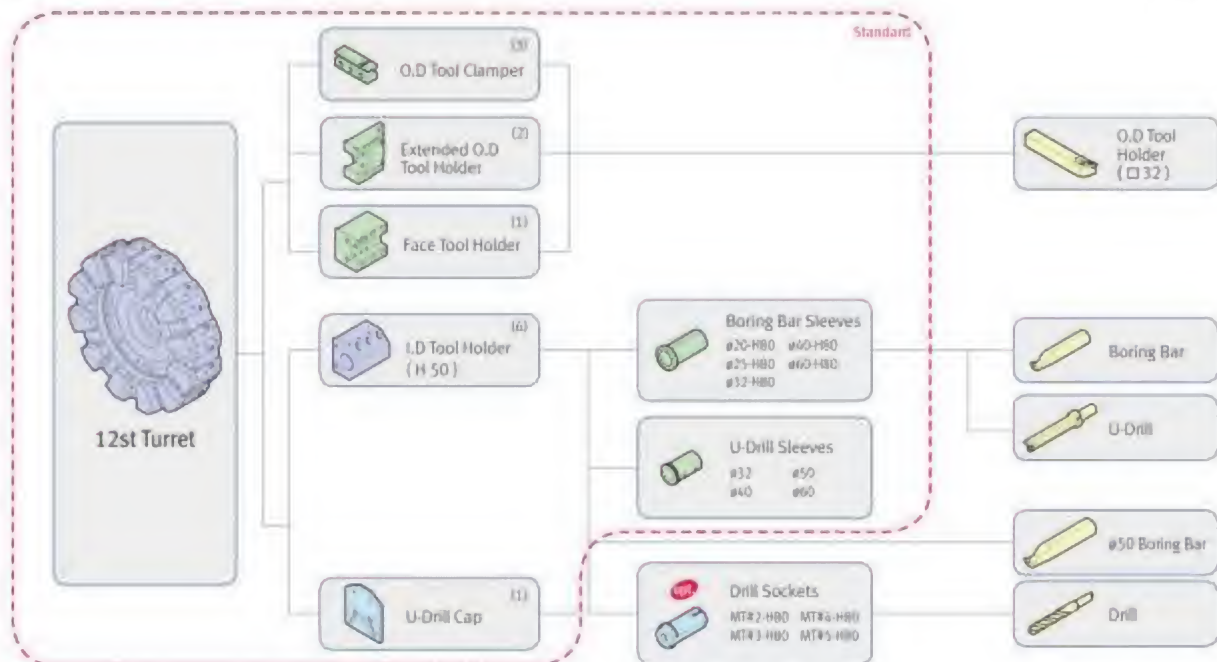 Standard
12st Turret
(3)
O.D Tool Clamper
(2)
Extended O.D
Tool Holder
(1)
Face Tool Holder
(6)
I.D Tool Holder
( H 50 )
(1)
U-Drill Cap
Boring Bar Sleeves
ø20-H80 ø40-H80
ø25-H80 ø60-H80
ø32-H80
U-Drill Sleeves
ø32 ø50
ø40 ø60
Drill Sockets
MT#2-H80 MT#4-H80
MT#3-H80 MT#5-H80
O.D Tool
Holder
( □ 32 )
Boring Bar
U-Drill
ø50 Boring Bar
Drill